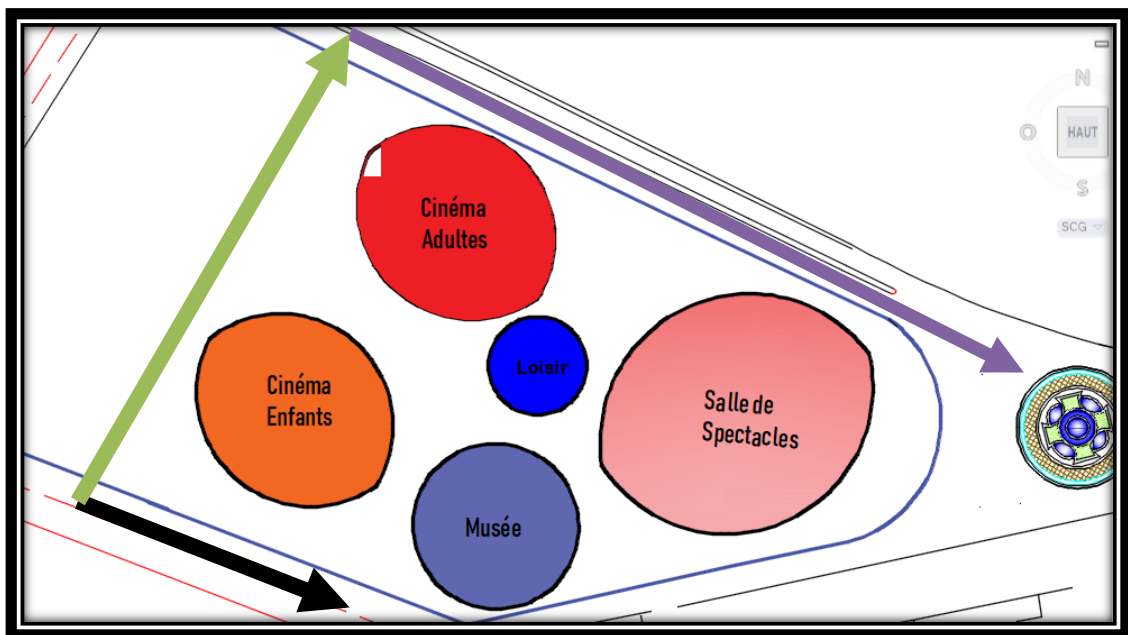 N
O
HAUT
S
SCG
Cinéma
Adultes
Cinéma
Enfants
Loisir
Salle de
Spectacles
Musée